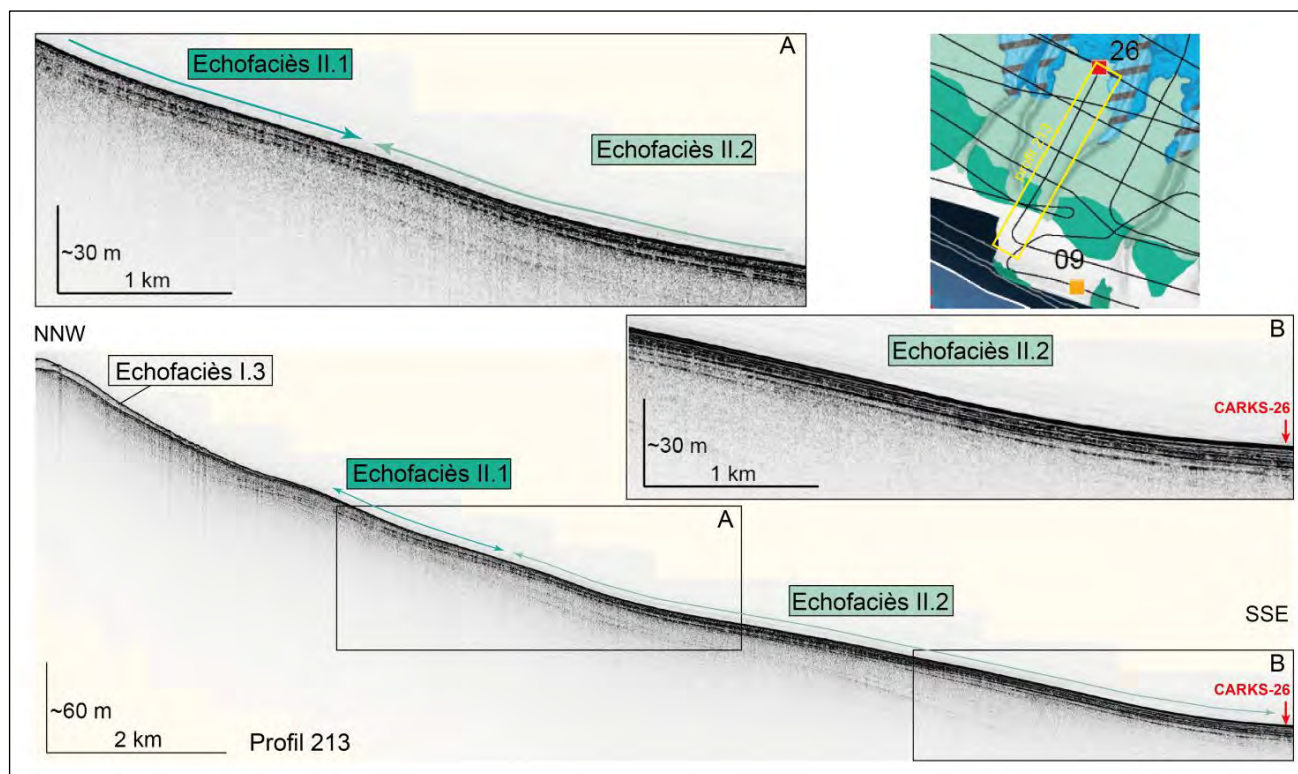 A
Echofaciès II.1
Echofaciès II.2
~30 m
1 km
26
Profil 213
09
NNW
Echofaciès I.3
B
Echofaciès II.2
CARKS-26
~30 m
1 km
Echofaciès II.1
A
Echofaciès II.2
SSE
B
CARKS-26
~60 m
2 km
Profil 213